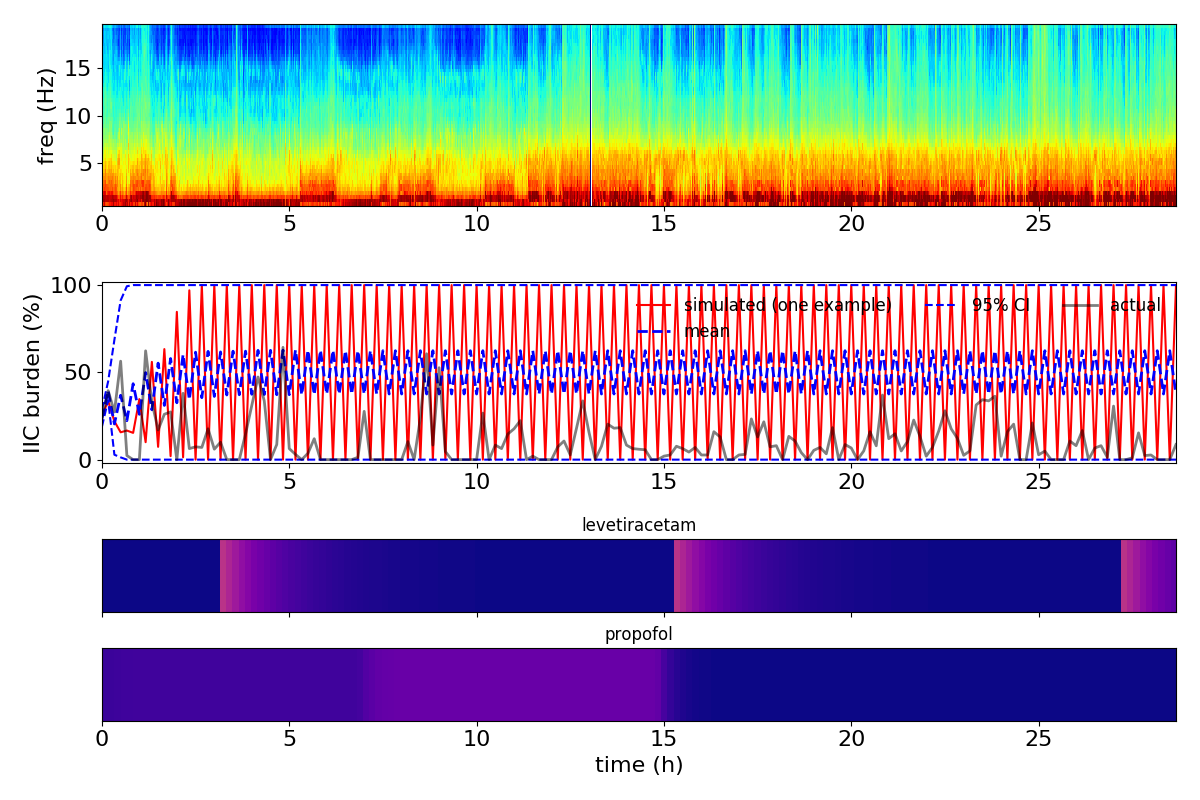 freq (Hz)
15
10
5
0 5 10 15 20 25
IIC burden (%)
100
50
0
simulated (one example) 95% CI actual
mean
0 5 10 15 20 25
levetiracetam
propofol
0 5 10 15 20 25
time (h)